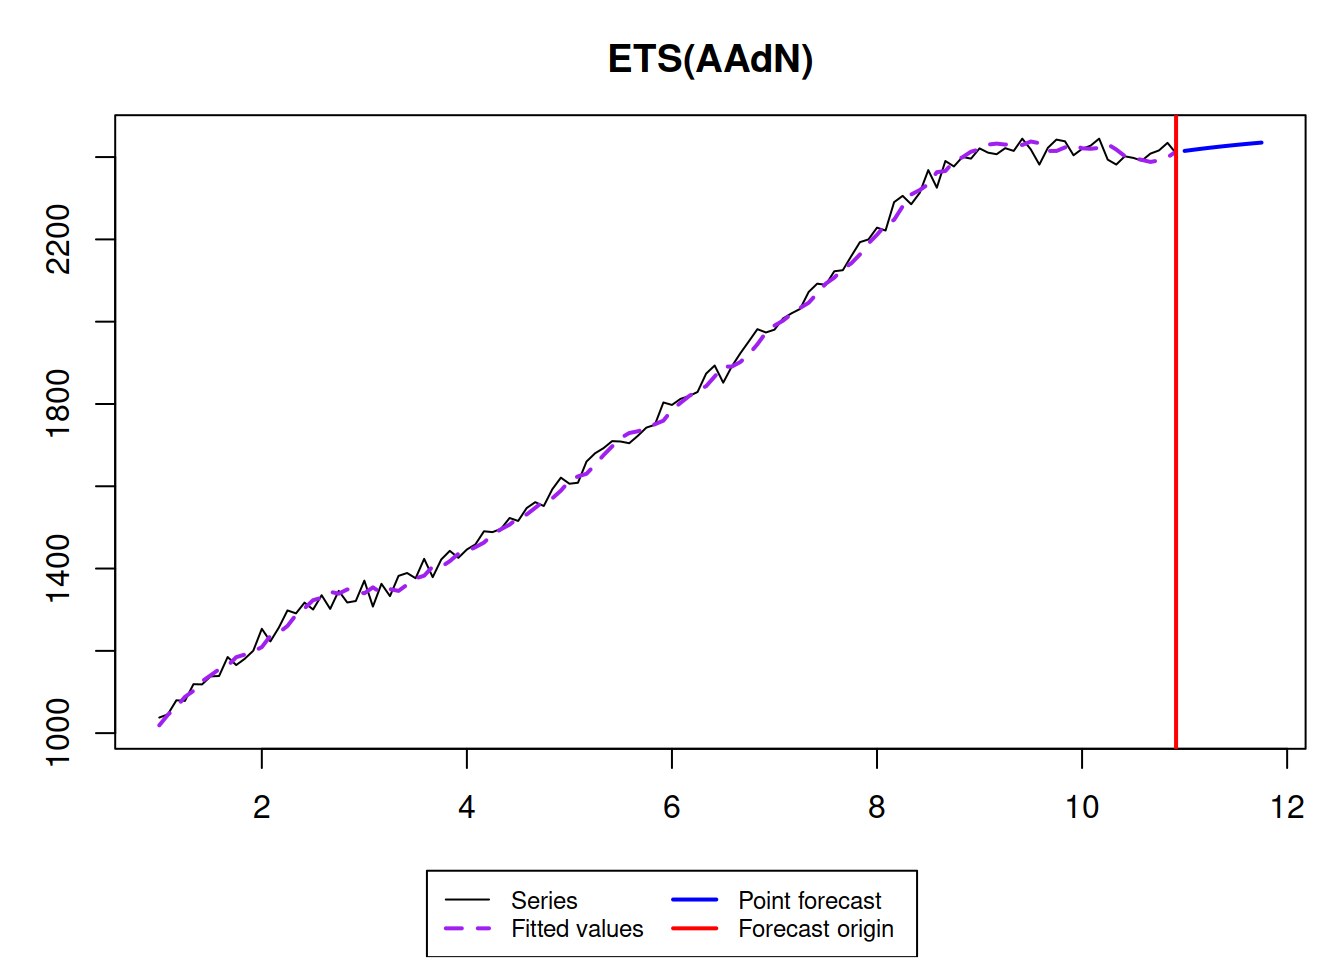 ETS(AAdN)
2200
1800
1400
1000
2 4 6 8 10 12
Series Point forecast
Fitted values Forecast origin